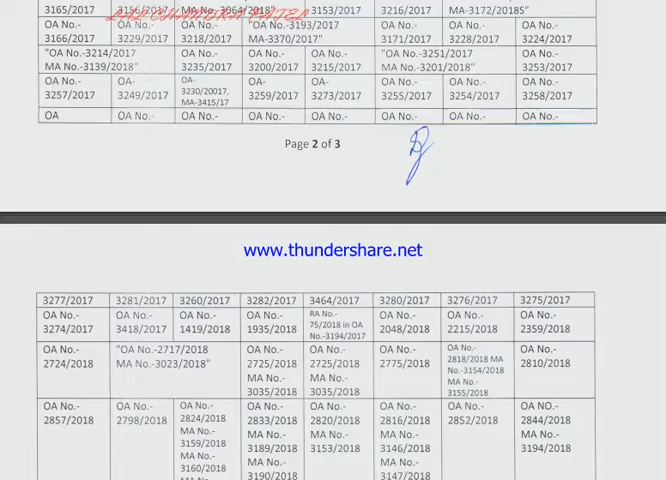 3165/2017 3156/2017 MA No. 3064/2018" 3153/2017 3216/2017 MA-3172/2018S"
LAL CHANDRA PATEL
OA No.- OA No.- OA No.- "OA No.-3193/2017 OA No.- OA No.- OA No.-
3166/2017 3229/2017 3218/2017 MA-3370/2017" 3171/2017 3228/2017 3224/2017
"OA No-3214/2017 OA No.- OA No.- OA No.- "OA No.-3251/2017 OA No.-
MA No.-3139/2018" 3235/2017 3200/2017 3215/2017 MA No.-3201/2018" 3253/2017
OA No.- OA- OA- OA- OA- OA No.- OA No.- OA No.-
3257/2017 3249/2017 3230/20017, 3259/2017 3273/2017 3255/2017 3254/2017 3258/2017
MA-3415/17
OA OA No.- OA No.- OA No.- OA No.- OA No.- OA No.- OA No.-
Page 2 of 3
www.thundershare.net
3277/2017 3281/2017 3260/2017 3282/2017 3464/2017 3280/2017 3276/2017 3275/2017
OA No.- OA No.- OA No.- OA No.- RA No.- OA No.- OA No.- OA No.-
3274/2017 3418/2017 1419/2018 1935/2018 75/2018 in OA 2048/2018 2215/2018 2359/2018
No.-3194/2017
OA No.- "OA No.-2717/2018 OA No.- OA No.- OA No.- OA No.- OA No.-
2724/2018 MA No.-3023/2018" 2725/2018 2725/2018 2775/2018 2818/2018 MA 2810/2018
MA No.- MA No.- No.-3154/2018
3035/2018 3035/2018 MA No.-
3155/2018
OA No.- OA No.- OA No.- OA No.- OA No.- OA No.- OA No.- OA NO.-
2857/2018 2798/2018 2824/2018 2833/2018 2820/2018 2816/2018 2852/2018 2844/2018
MA No.- MA No.- MA No.- MA No.- MA No.-
3159/2018 3189/2018 3153/2018 3146/2018 3194/2018
MA No.- MA No.- MA No.-
3160/2018 3190/2018 3147/2018
MA No.-